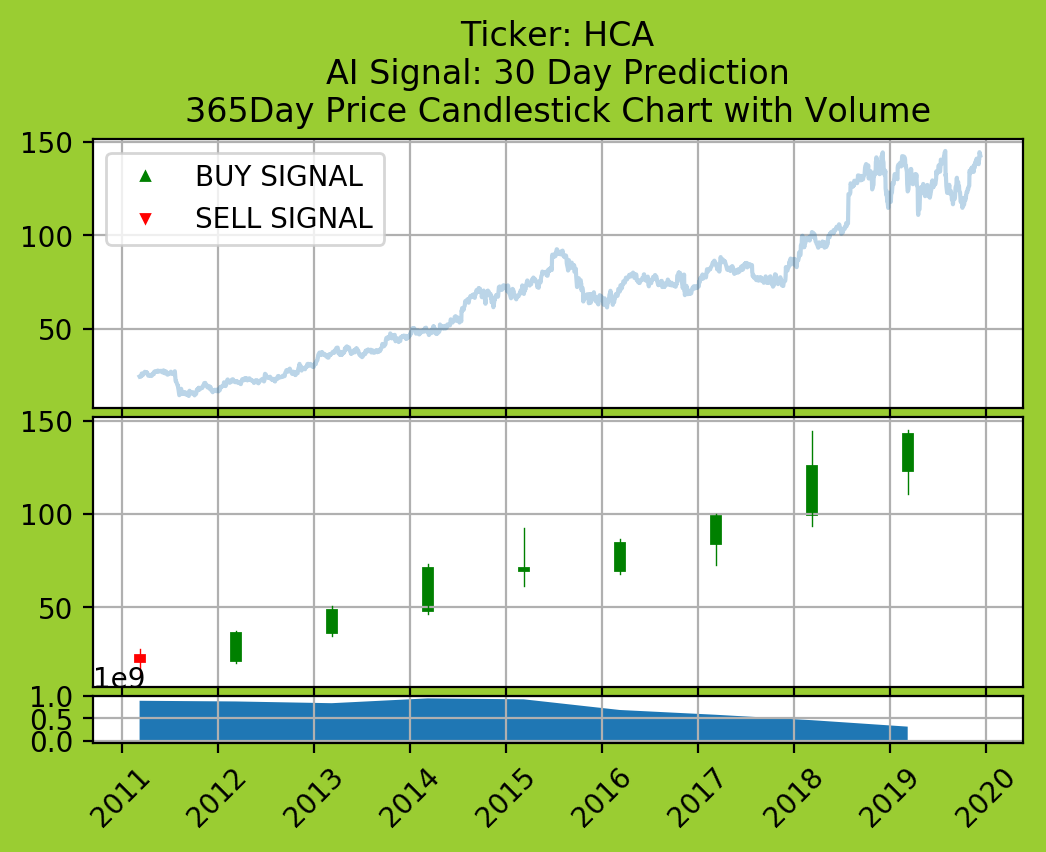 Ticker: HCA
AI Signal: 30 Day Prediction
365Day Price Candlestick Chart with Volume
150
BUY SIGNAL
SELL SIGNAL
100
50
150
100
50
1e9
1.0
0.5
0.0
2011 2012 2013 2014 2015 2016 2017 2018 2019 2020